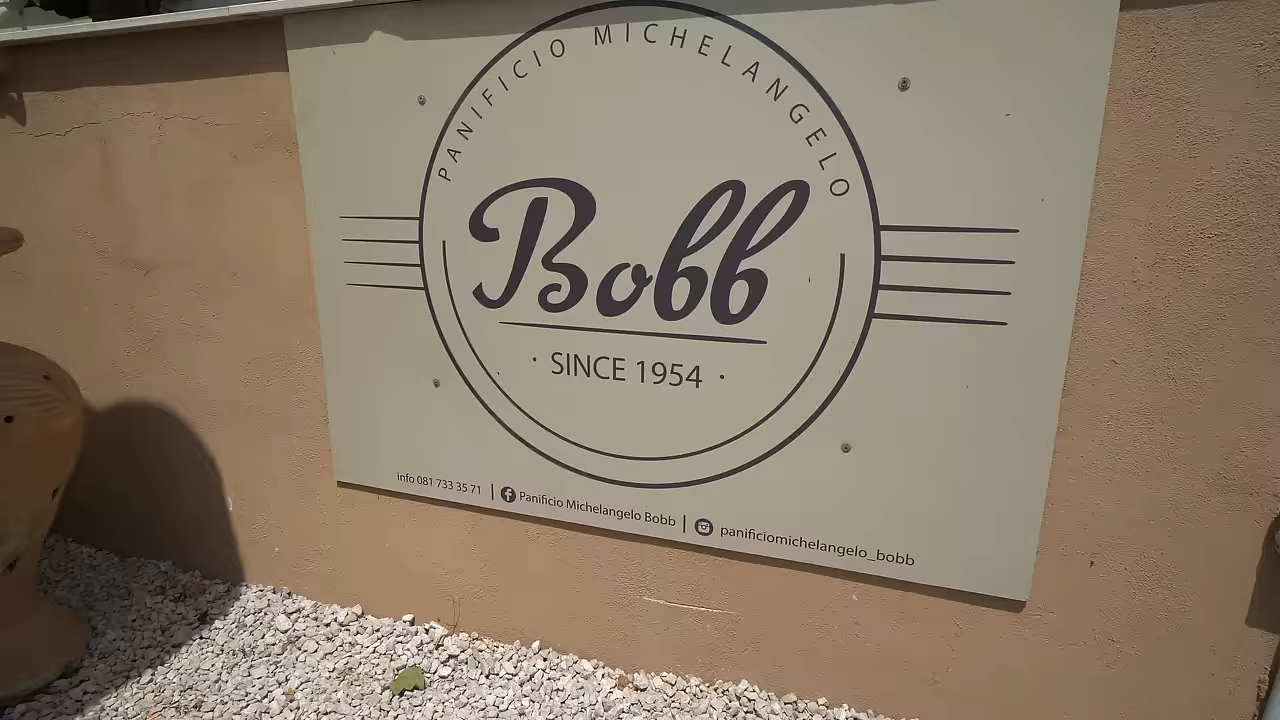 PANIFICIO MICHELANGELO
Bobb
· SINCE 1954 ·
info 081 733 35 71 | Panificio Michelangelo Bobb | panificiomichelangelo_bobb